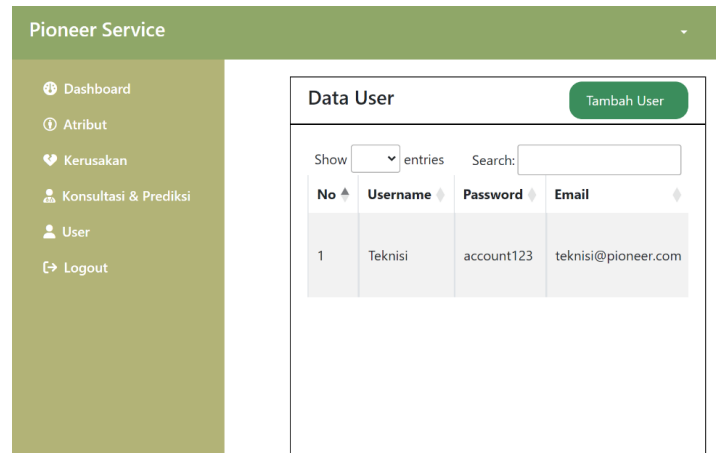 Pioneer Service
Dashboard
Atribut
Kerusakan
Konsultasi & Prediksi
User
Logout
Data User
Tambah User
Show entries Search:
No Username Password Email
1 Teknisi account123 teknisi@pioneer.com